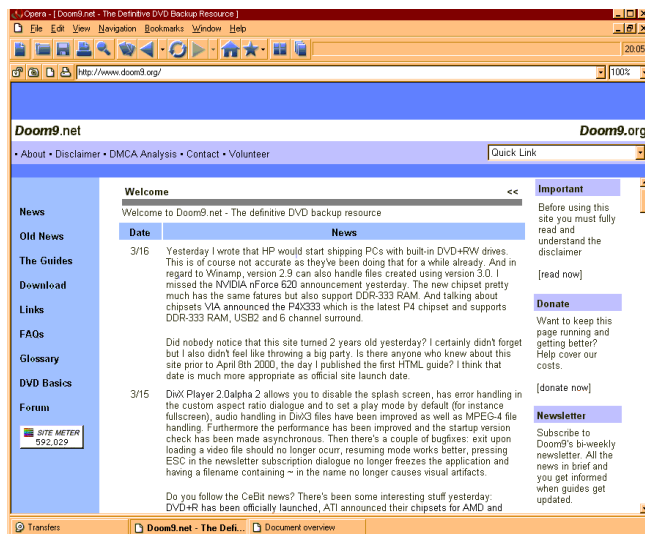 Opera - [ Doom9.net - The Definitive DVD Backup Resource ]
File Edit View Navigation Bookmarks Window Help
20:05
http://www.doom9.org/
100%
Doom9.net
Doom9.org
• About • Disclaimer • DMCA Analysis • Contact • Volunteer
Quick Link
News
Old News
The Guides
Download
Links
FAQs
Glossary
DVD Basics
Forum
SITE METER
592,029
Welcome <<
Welcome to Doom9.net - The definitive DVD backup resource
Date News
3/16 Yesterday I wrote that HP would start shipping PCs with built-in DVD+RW drives.
This is of course not accurate as they've been doing that for a while already. And in
regard to Winamp, version 2.9 can also handle files created using version 3.0. I
missed the NVIDIA nForce 620 announcement yesterday. The new chipset pretty
much has the same fatures but also support DDR-333 RAM. And talking about
chipsets VIA announced the P4X333 which is the latest P4 chipset and supports
DDR-333 RAM, USB2 and 6 channel surround.
Did nobody notice that this site turned 2 years old yesterday? I certainly didn't forget
but I also didn't feel like throwing a big party. Is there anyone who knew about this
site prior to April 8th 2000, the day I published the first HTML guide? I think that
date is much more appropriate as official site launch date.
3/15 DivX Player 2.0alpha 2 allows you to disable the splash screen, has error handling in
the custom aspect ratio dialogue and to set a play mode by default (for instance
fullscreen), audio handling in DivX3 files have been improved as well as MPEG-4 file
handling. Furthermore the performance has been improved and the startup version
check has been made asynchronous. Then there's a couple of bugfixes: exit upon
loading a video file should no longer ocurr, resuming mode works better, pressing
ESC in the newsletter subscription dialogue no longer freezes the application and
having a filename containing ~ in the name no longer causes visual artifacts.
Do you follow the CeBit news? There's been some interesting stuff yesterday:
DVD+R has been officially launched, ATI announced their chipsets for AMD and
Important
Before using this
site you must fully
read and
understand the
disclaimer
[read now]
Donate
Want to keep this
page running and
getting better?
Help cover our
costs.
[donate now]
Newsletter
Subscribe to
Doom9's bi-weekly
newsletter. All the
news in brief and
you get informed
when guides get
updated.
Transfers
Doom9.net - The Defi...
Document overview